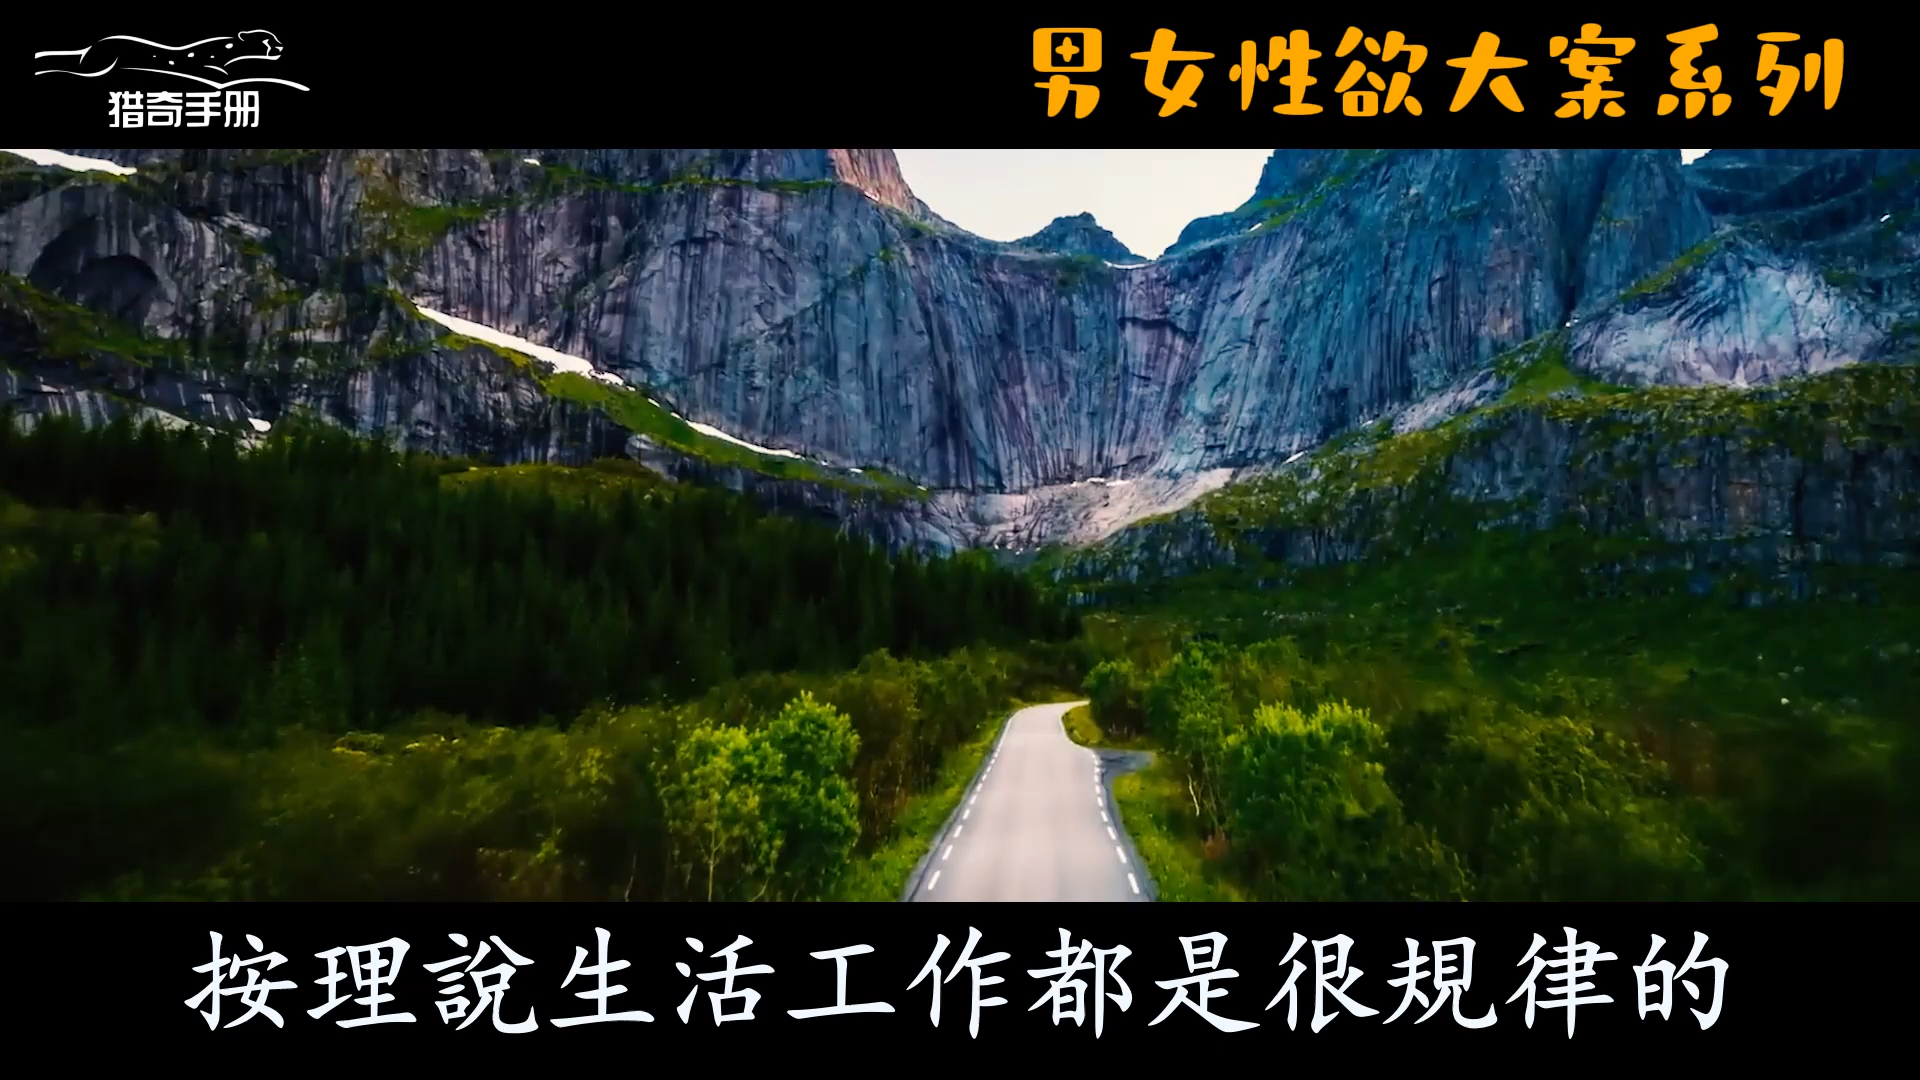 猎奇手册
男女性欲大案系列
按理說生活工作都是很規律的